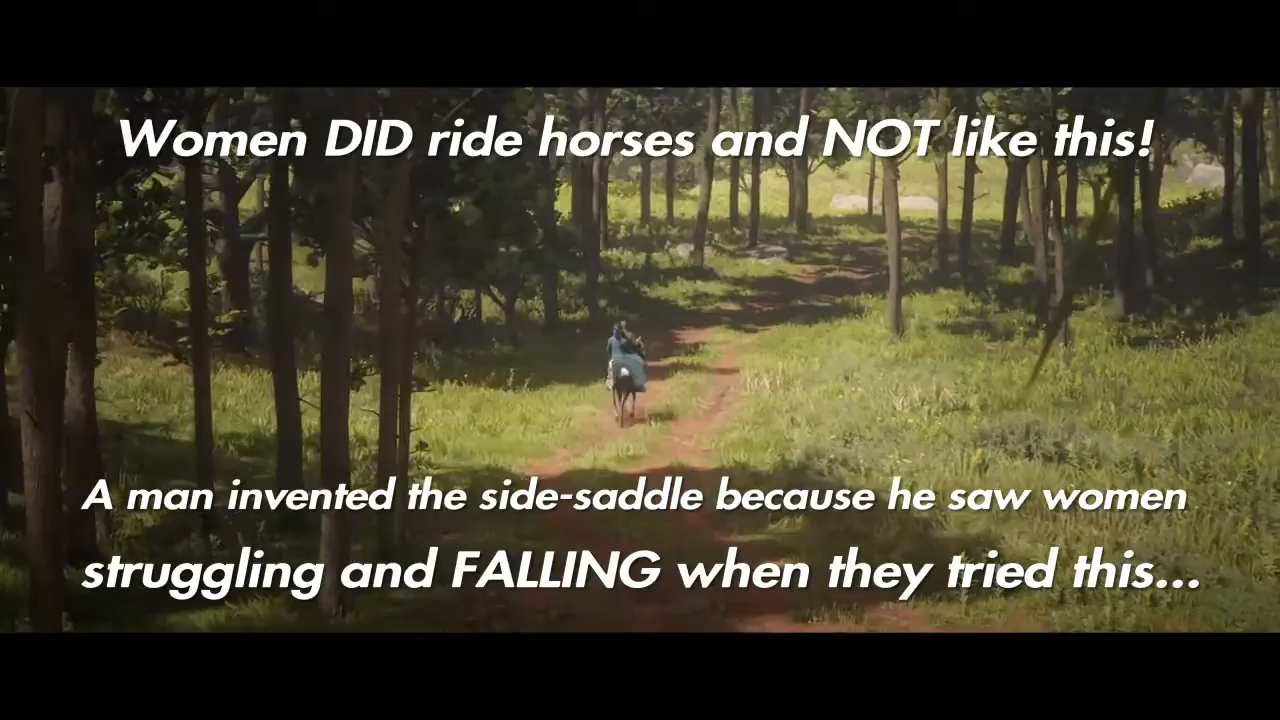 Women DID ride horses and NOT like this!
A man invented the side-saddle because he saw women
struggling and FALLING when they tried this...